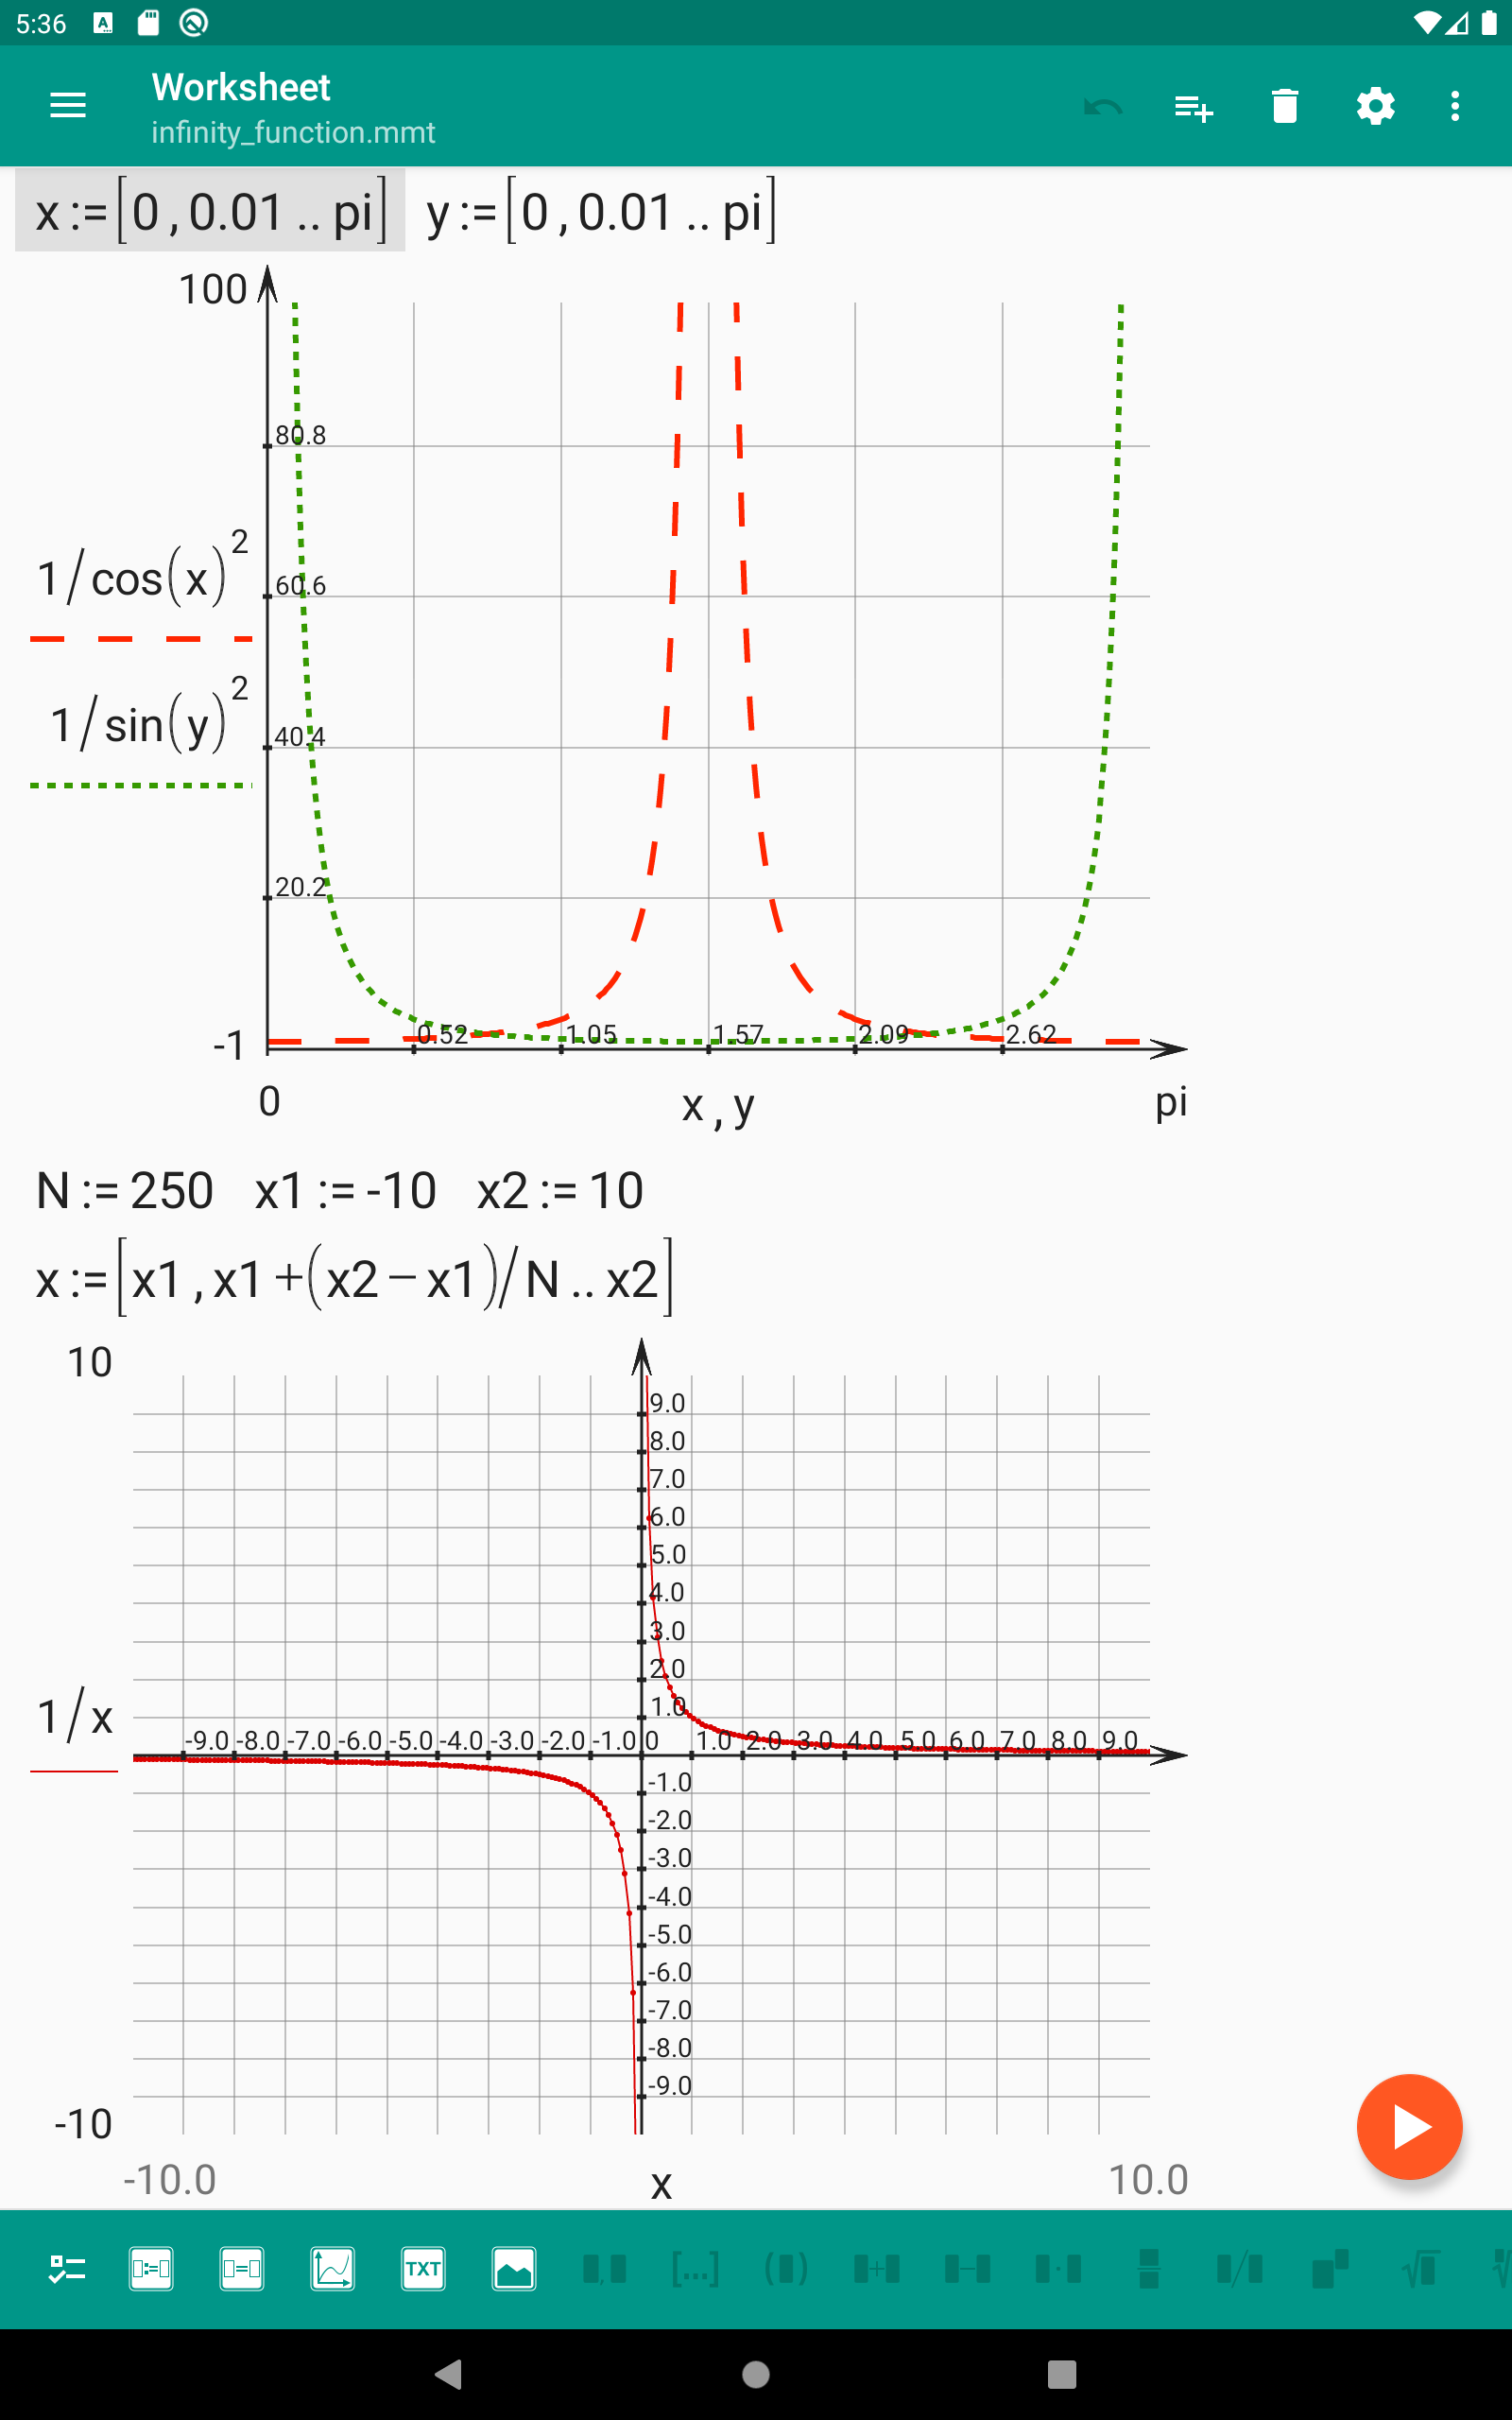 5:36
Worksheet
infinity_function.mmt
x := [0 , 0.01 .. pi] y := [0 , 0.01 .. pi]
100
80.8
1/cos(x)²
60.6
1/sin(y)²
40.4
20.2
-1
0.52 1.05 1.57 2.09 2.62
0 x , y pi
N := 250 x1 := -10 x2 := 10
x := [x1 , x1 + (x2 − x1)/N .. x2]
10
9.0
8.0
7.0
6.0
5.0
4.0
3.0
2.0
1.0
1/x
-9.0 -8.0 -7.0 -6.0 -5.0 -4.0 -3.0 -2.0 -1.0 0 1.0 2.0 3.0 4.0 5.0 6.0 7.0 8.0 9.0
-1.0
-2.0
-3.0
-4.0
-5.0
-6.0
-7.0
-8.0
-9.0
-10
-10.0 x 10.0
TXT